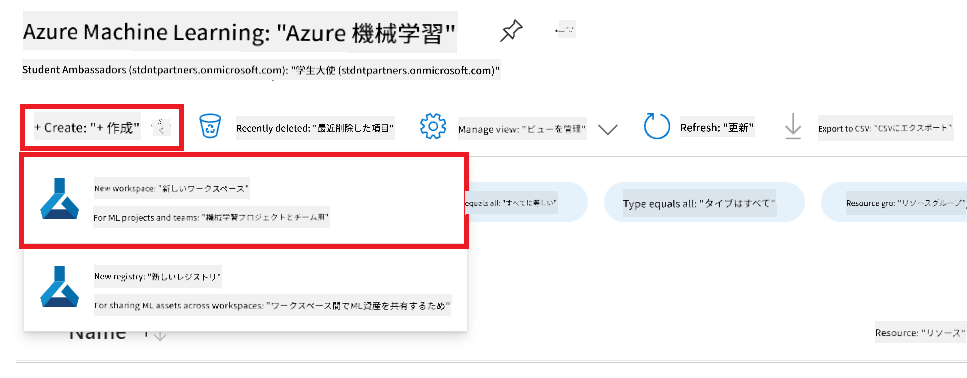 Azure Machine Learning: "Azure 機械学習"
Student Ambassadors (stdntpartners.onmicrosoft.com): "学生大使 (stdntpartners.onmicrosoft.com)"
+ Create: "+ 作成"
Recently deleted: "最近削除した項目"
Manage view: "ビューを管理"
Refresh: "更新"
Export to CSV: "CSVにエクスポート"
New workspace: "新しいワークスペース"
For ML projects and teams: "機械学習プロジェクトとチーム用"
equals all: "すべてに等しい"
Type equals all: "タイプはすべて"
Resource gro: "リソースグループ"
New registry: "新しいレジストリ"
For sharing ML assets across workspaces: "ワークスペース間でML資産を共有するため"
Name
Resource: "リソース"